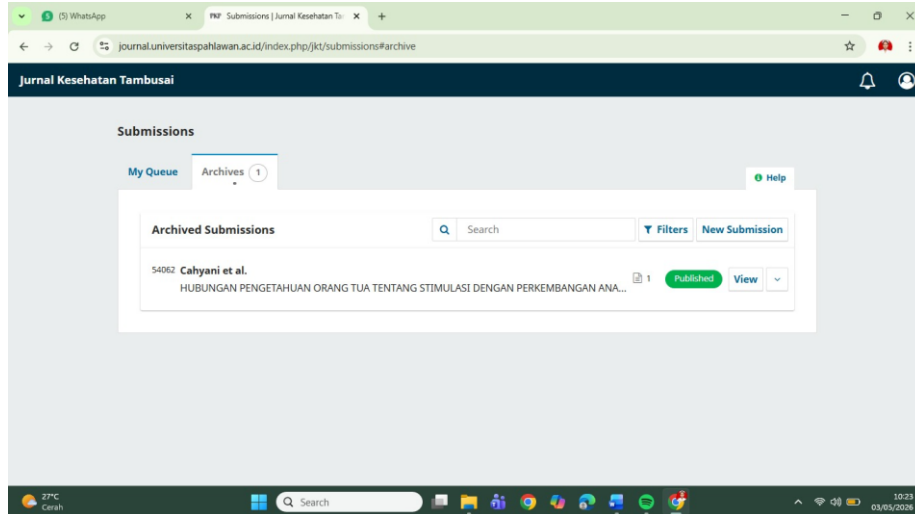 (5) WhatsApp
PKP Submissions | Jurnal Kesehatan Tar
journal.universitaspahlawan.ac.id/index.php/jkt/submissions#archive
Jurnal Kesehatan Tambusai
Submissions
My Queue Archives 1
Help
Archived Submissions Search Filters New Submission
54062 Cahyani et al.
HUBUNGAN PENGETAHUAN ORANG TUA TENTANG STIMULASI DENGAN PERKEMBANGAN ANA... 1 Published View
27°C
Cerah
Search
10:23
03/05/2026